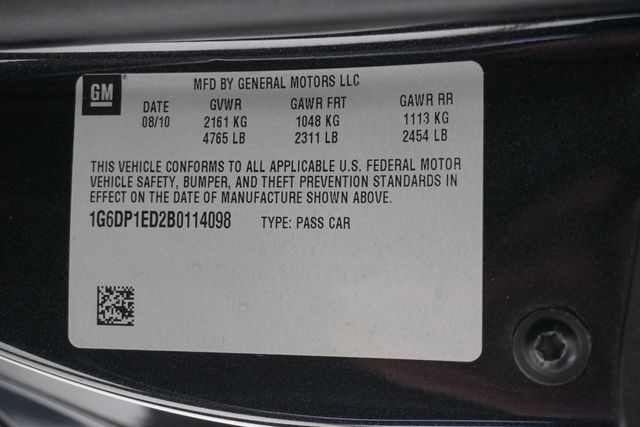 GM
MFD BY GENERAL MOTORS LLC
DATE GVWR GAWR FRT GAWR RR
08/10 2161 KG 1048 KG 1113 KG
4765 LB 2311 LB 2454 LB
THIS VEHICLE CONFORMS TO ALL APPLICABLE U.S. FEDERAL MOTOR
VEHICLE SAFETY, BUMPER, AND THEFT PREVENTION STANDARDS IN
EFFECT ON THE DATE OF MANUFACTURE SHOWN ABOVE.
1G6DP1ED2B0114098 TYPE: PASS CAR